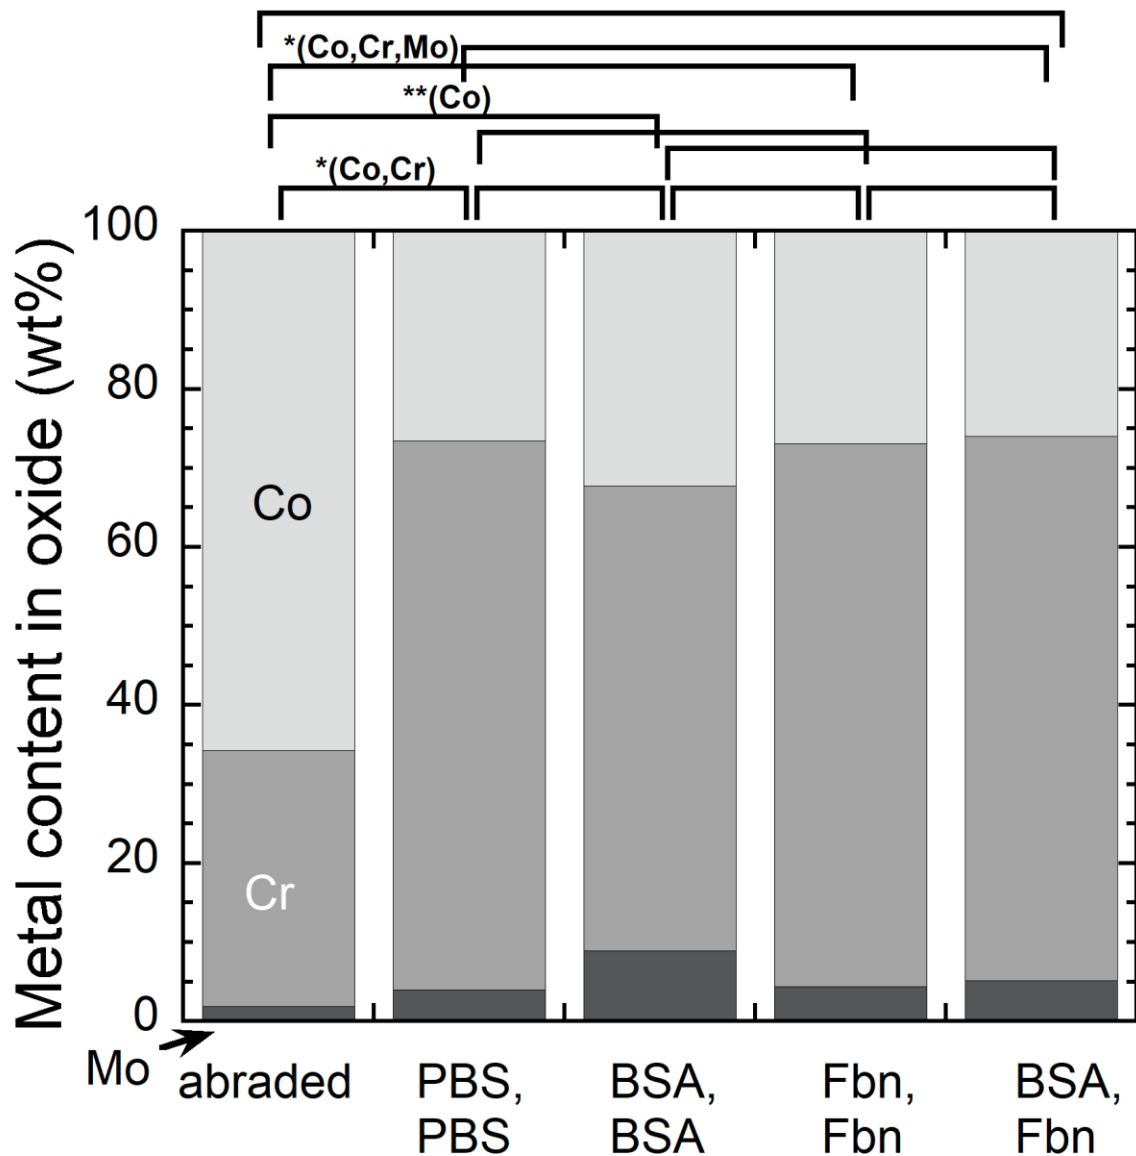 *(Co,Cr,Mo)
**(Co)
*(Co,Cr)
Metal content in oxide (wt%)
100
80
60
40
20
0
Co
Cr
Mo
abraded
PBS,
PBS
BSA,
BSA
Fbn,
Fbn
BSA,
Fbn